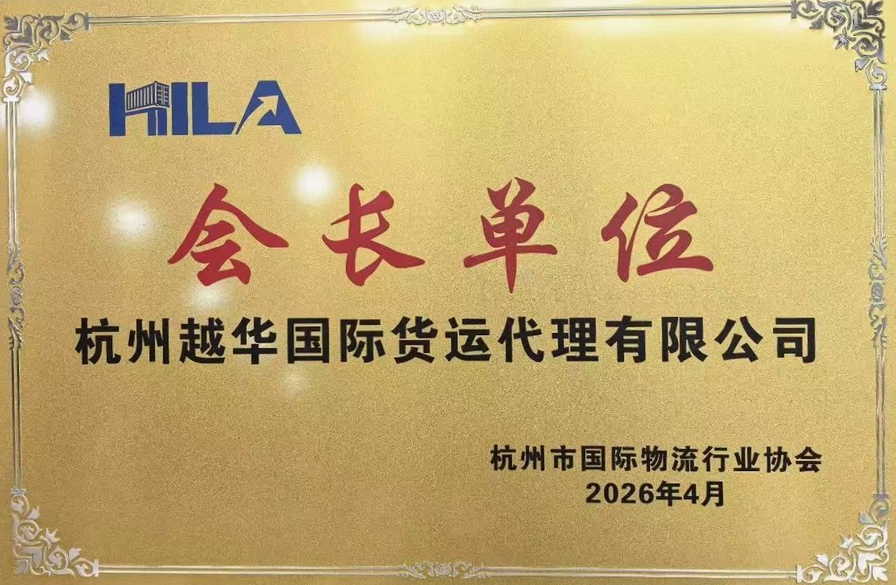 HILA
会长单位
杭州越华国际货运代理有限公司
杭州市国际物流行业协会
2026年4月